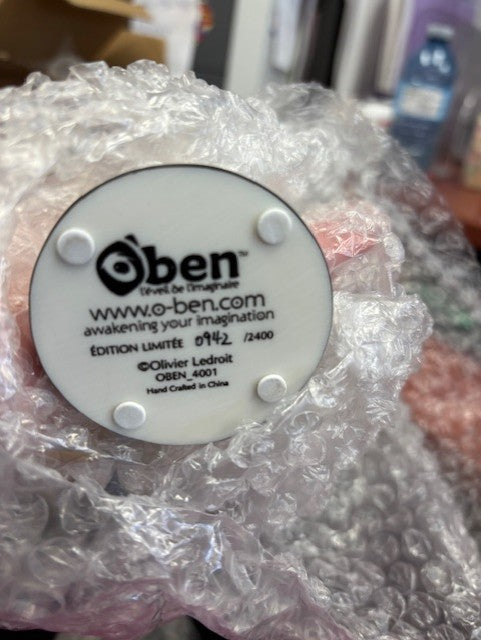 Oben™
l'éveil de l'imaginaire
www.o-ben.com
awakening your imagination
ÉDITION LIMITÉE 0942 /2400
©Olivier Ledroit
OBEN_4001
Hand Crafted in China